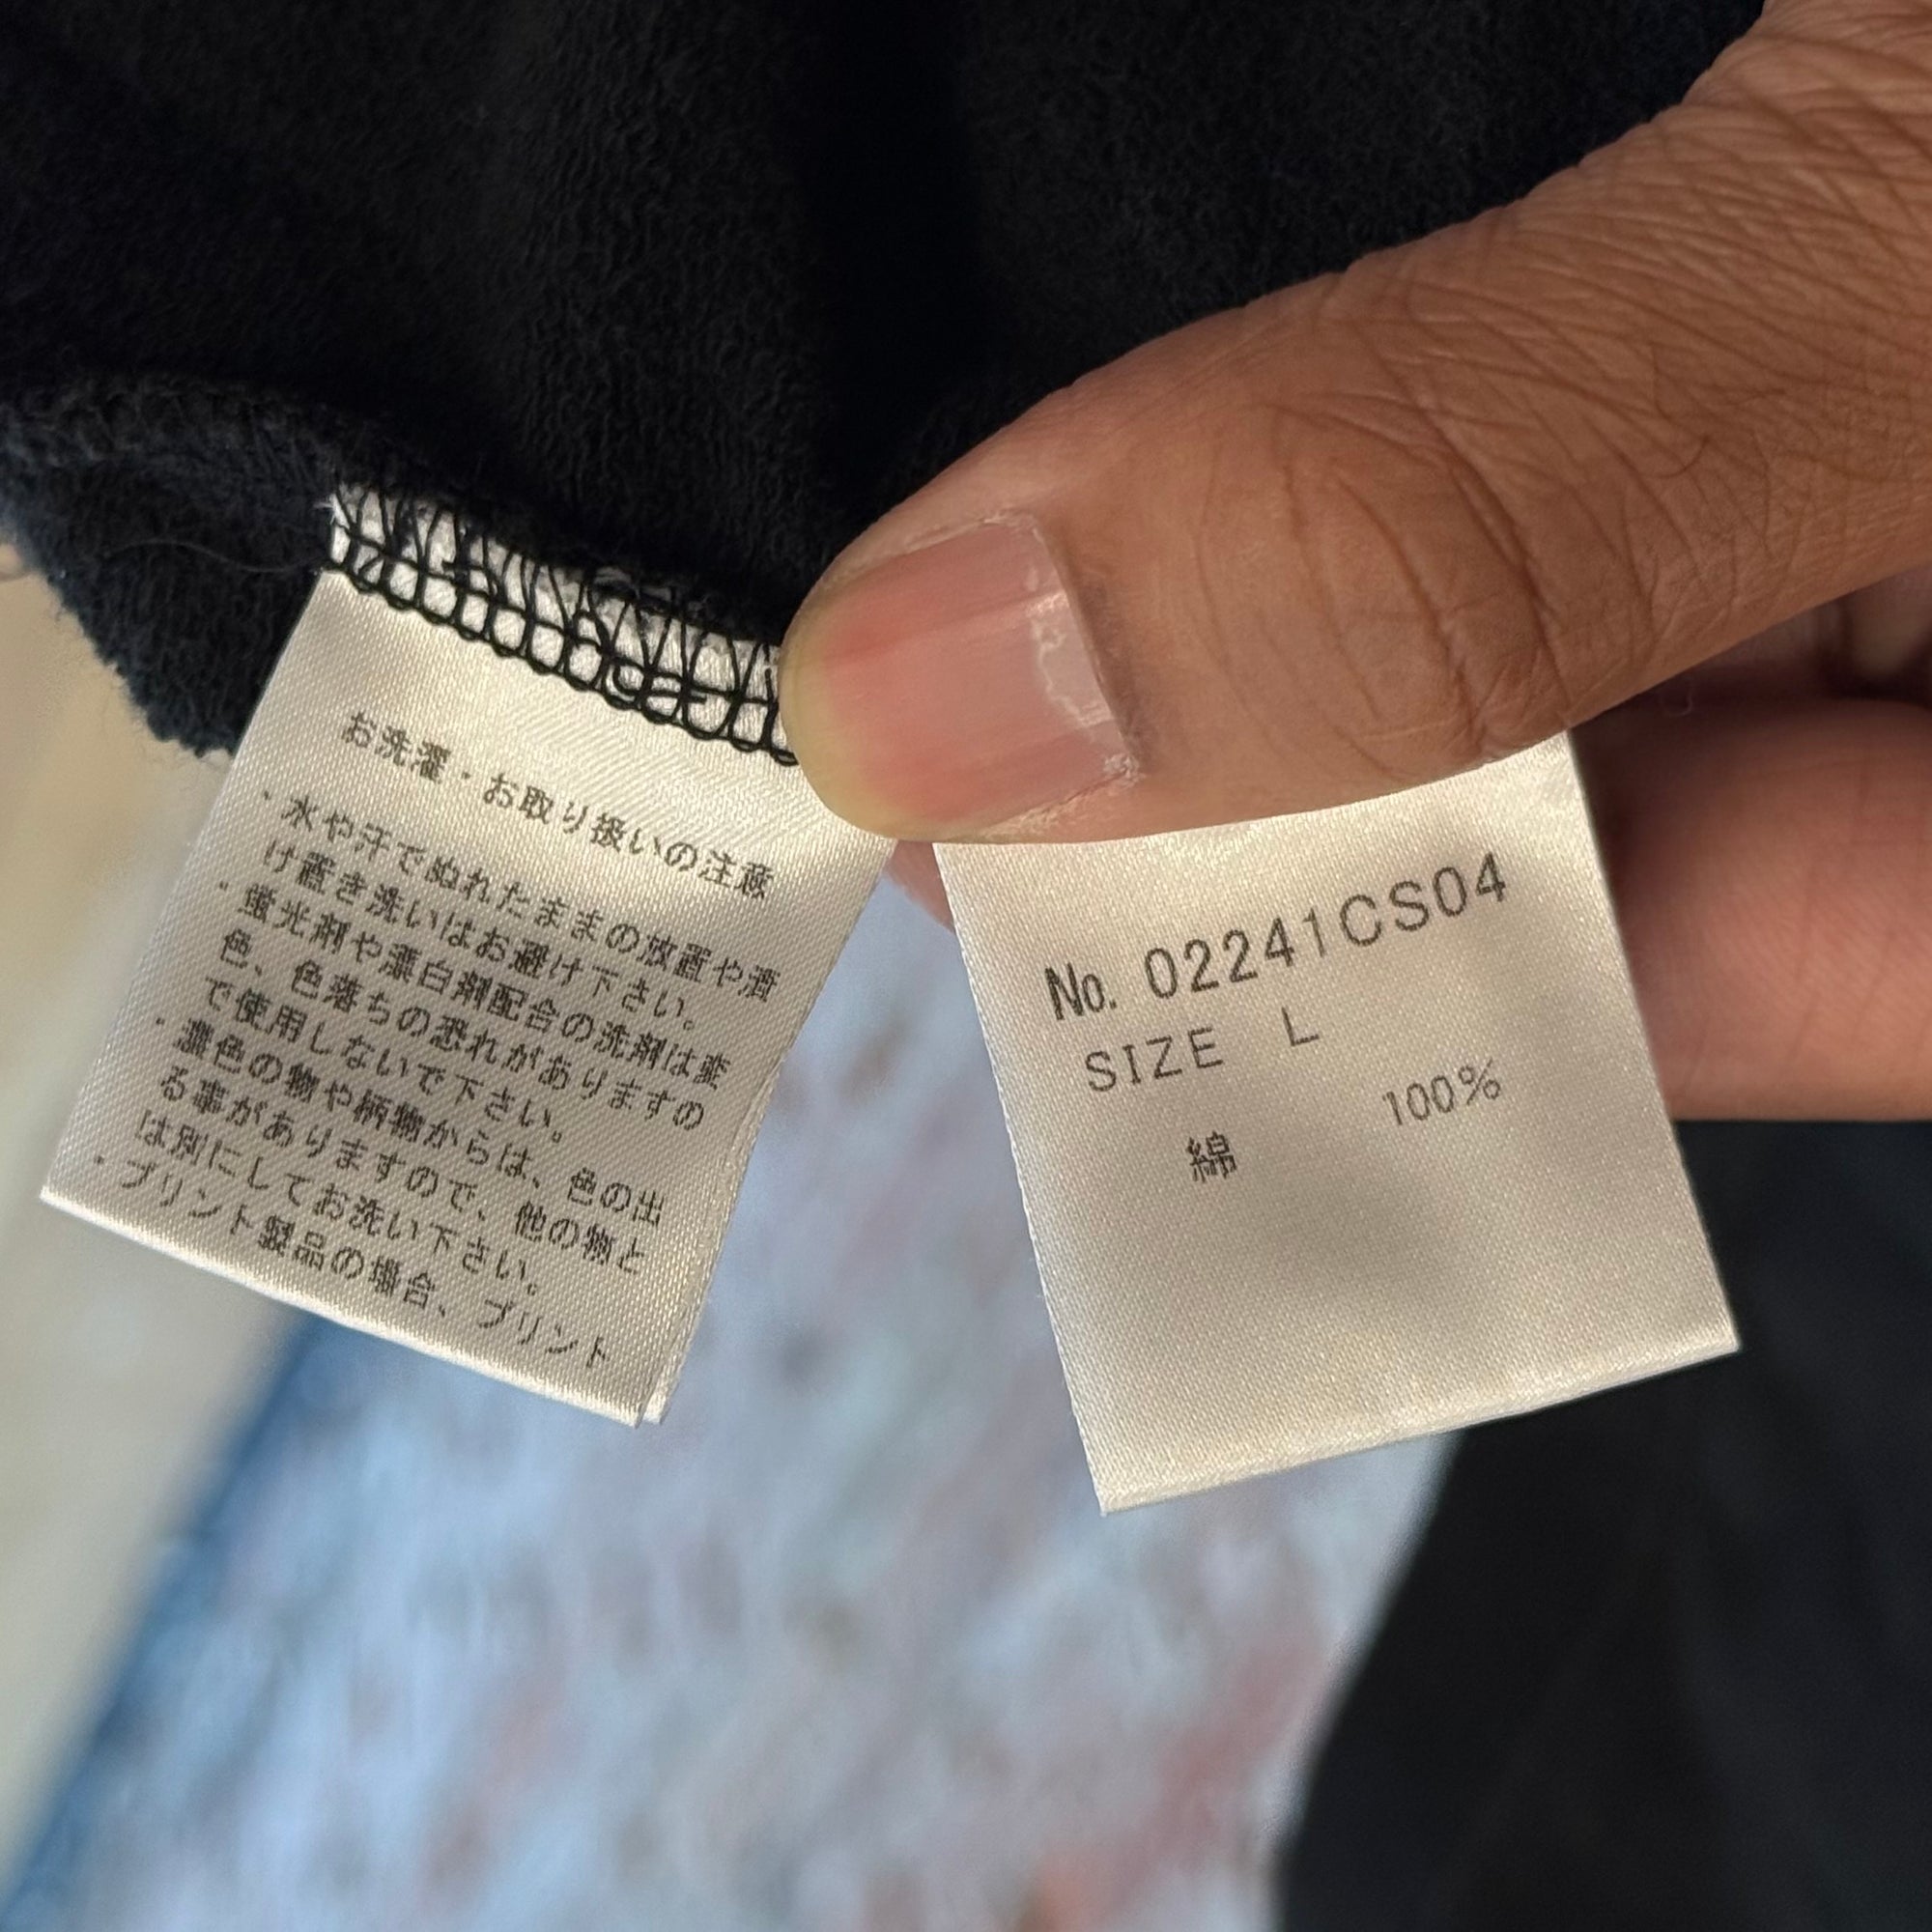 お洗濯・お取り扱いの注意
・水や汗でぬれたままの放置や漬
け置き洗いはお避け下さい。
・蛍光剤や漂白剤配合の洗剤は変
色、色落ちの恐れがありますの
で使用しないで下さい。
・濃色の物や柄物からは、色の出
る事がありますので、他の物と
は別にしてお洗い下さい。
・プリント製品の場合、プリント
No. 02241CS04
SIZE L
綿 100%